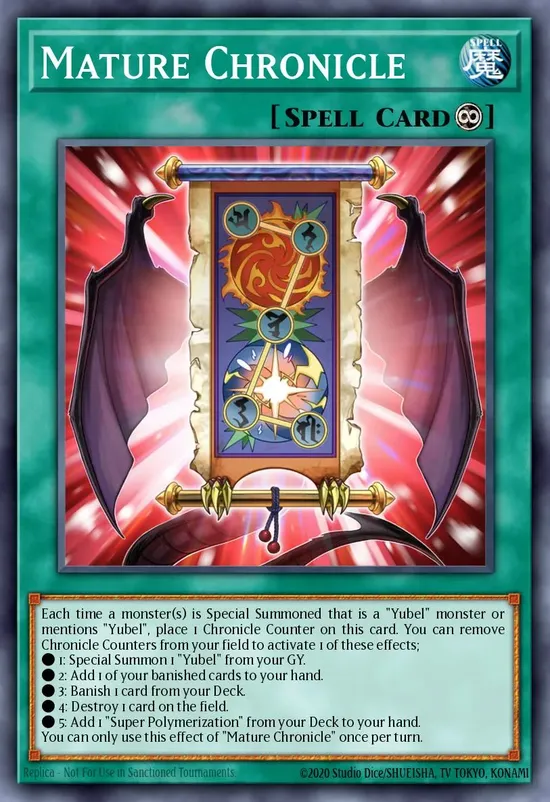 Mature Chronicle
SPELL
魔
[Spell Card]
Each time a monster(s) is Special Summoned that is a "Yubel" monster or
mentions "Yubel", place 1 Chronicle Counter on this card. You can remove
Chronicle Counters from your field to activate 1 of these effects;
● 1: Special Summon 1 "Yubel" from your GY.
● 2: Add 1 of your banished cards to your hand.
● 3: Banish 1 card from your Deck.
● 4: Destroy 1 card on the field.
● 5: Add 1 "Super Polymerization" from your Deck to your hand.
You can only use this effect of "Mature Chronicle" once per turn.
Replica - Not For Use in Sanctioned Tournaments ©2020 Studio Dice/SHUEISHA, TV TOKYO, KONAMI